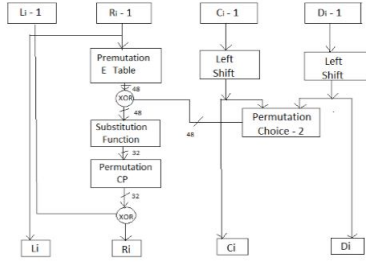 Li - 1
Ri - 1
Ci - 1
Di - 1
Premutation
E Table
Left
Shift
Left
Shift
48
XOR
48
Permutation
Choice - 2
48
Substitution
Function
32
Permutation
CP
32
XOR
Li
Ri
Ci
Di